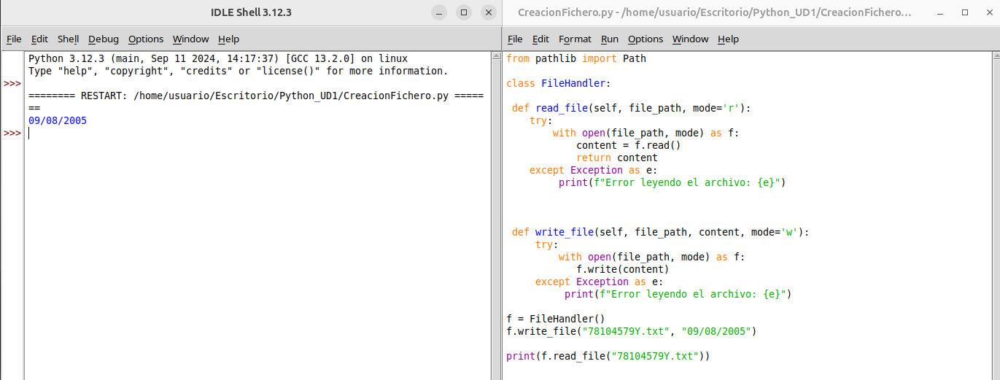 IDLE Shell 3.12.3
File Edit Shell Debug Options Window Help
Python 3.12.3 (main, Sep 11 2024, 14:17:37) [GCC 13.2.0] on linux
Type "help", "copyright", "credits" or "license()" for more information.
>>>
======== RESTART: /home/usuario/Escritorio/Python_UD1/CreacionFichero.py =====
==
09/08/2005
>>>
CreacionFichero.py - /home/usuario/Escritorio/Python_UD1/CreacionFichero...
File Edit Format Run Options Window Help
from pathlib import Path
class FileHandler:
def read_file(self, file_path, mode='r'):
try:
with open(file_path, mode) as f:
content = f.read()
return content
except Exception as e:
print(f"Error leyendo el archivo: {e}")
def write_file(self, file_path, content, mode='w'):
try:
with open(file_path, mode) as f:
f.write(content)
except Exception as e:
print(f"Error leyendo el archivo: {e}")
f = FileHandler()
f.write_file("78104579Y.txt", "09/08/2005")
print(f.read_file("78104579Y.txt"))